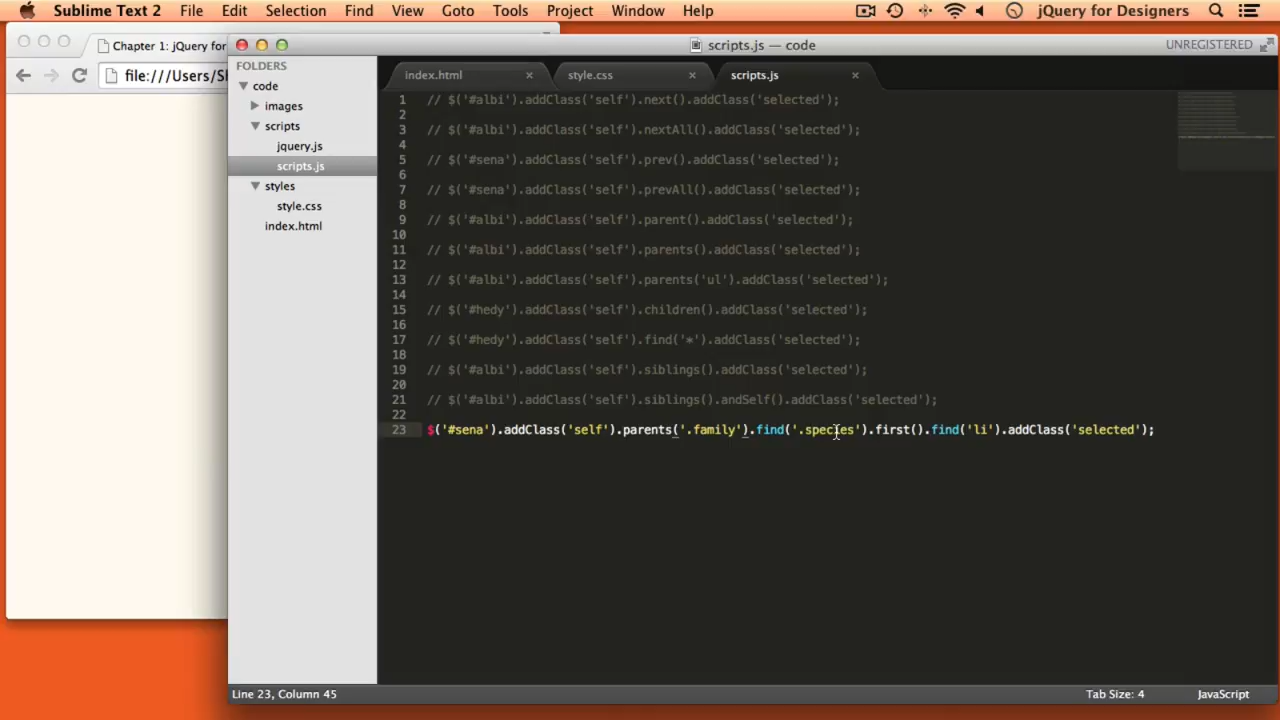 Sublime Text 2 File Edit Selection Find View Goto Tools Project Window Help jQuery for Designers
Chapter 1: jQuery for
file:///Users/Sh
scripts.js — code
UNREGISTERED
FOLDERS
code
images
scripts
jquery.js
scripts.js
styles
style.css
index.html
index.html × style.css × scripts.js ×
1 // $('#albi').addClass('self').next().addClass('selected');
2
3 // $('#albi').addClass('self').nextAll().addClass('selected');
4
5 // $('#sena').addClass('self').prev().addClass('selected');
6
7 // $('#sena').addClass('self').prevAll().addClass('selected');
8
9 // $('#albi').addClass('self').parent().addClass('selected');
10
11 // $('#albi').addClass('self').parents().addClass('selected');
12
13 // $('#albi').addClass('self').parents('ul').addClass('selected');
14
15 // $('#hedy').addClass('self').children().addClass('selected');
16
17 // $('#hedy').addClass('self').find('*').addClass('selected');
18
19 // $('#albi').addClass('self').siblings().addClass('selected');
20
21 // $('#albi').addClass('self').siblings().andSelf().addClass('selected');
22
23 $('#sena').addClass('self').parents('.family').find('.species').first().find('li').addClass('selected');
Line 23, Column 45
Tab Size: 4
JavaScript